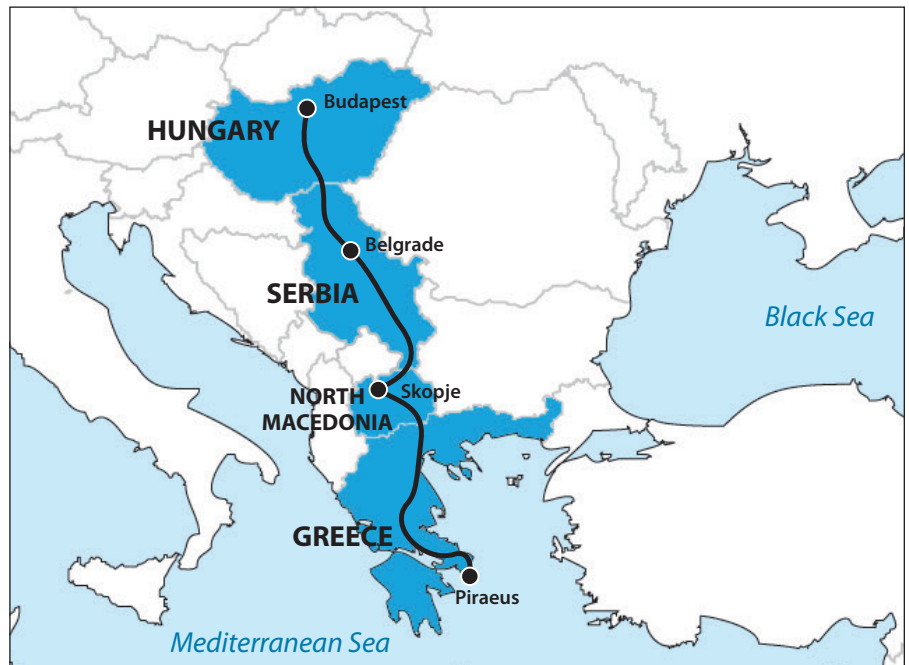 Budapest
HUNGARY
Belgrade
SERBIA
Black Sea
Skopje
NORTH
MACEDONIA
GREECE
Piraeus
Mediterranean Sea